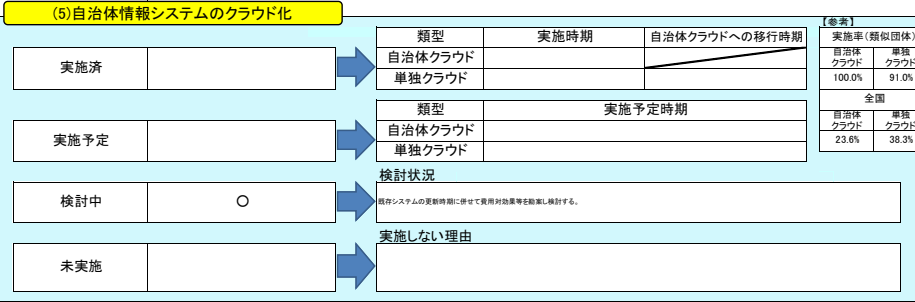 (5)自治体情報システムのクラウド化
【参考】
類型 実施時期 自治体クラウドへの移行時期
実施率(類似団体)
実施済
自治体クラウド
単独クラウド
自治体
クラウド
単独
クラウド
100.0% 91.0%
全国
類型 実施予定時期
実施予定
自治体クラウド
単独クラウド
自治体
クラウド
単独
クラウド
23.6% 38.3%
検討状況
検討中 ○
既存システムの更新時期に併せて費用対効果等を勘案し検討する。
実施しない理由
未実施